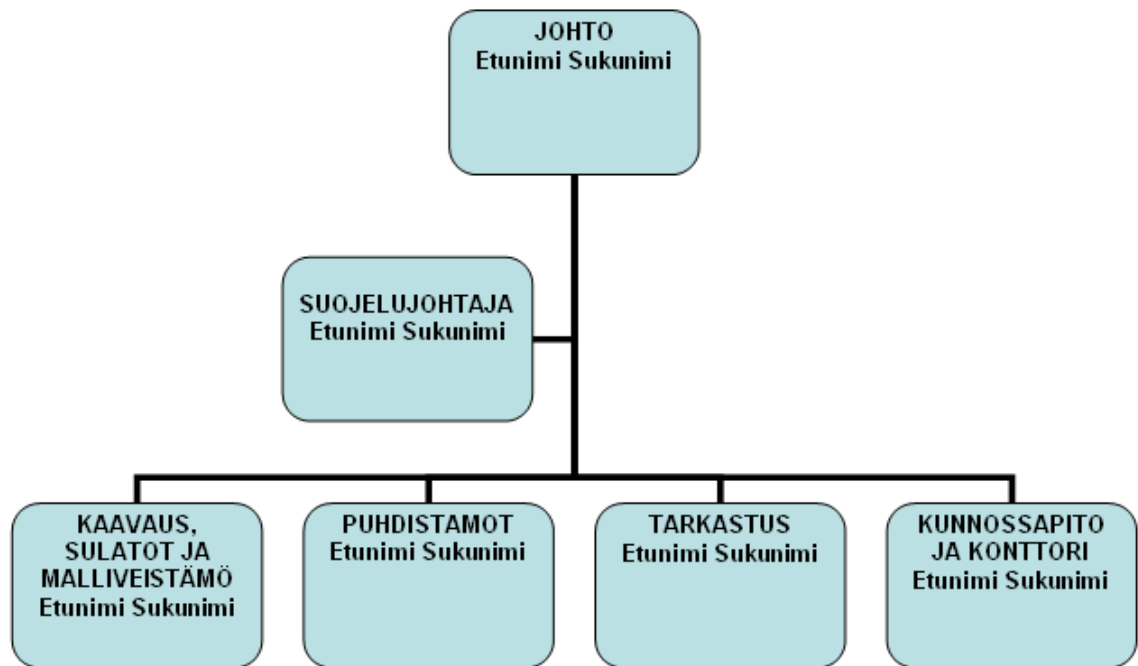 JOHTO
Etunimi Sukunimi
SUOJELUJOHTAJA
Etunimi Sukunimi
KAAVAUS,
SULATOT JA
MALLIVEISTÄMÖ
Etunimi Sukunimi
PUHDISTAMOT
Etunimi Sukunimi
TARKASTUS
Etunimi Sukunimi
KUNNOSSAPITO
JA KONTTORI
Etunimi Sukunimi